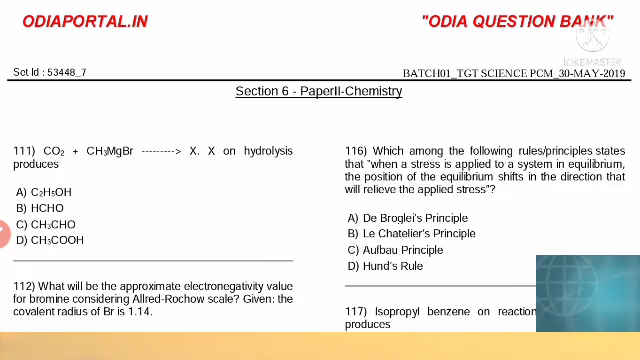 ODIAPORTAL.IN
"ODIA QUESTION BANK"
KINEMASTER
Set Id : 53448_7
BATCH01_TGT SCIENCE PCM_30-MAY-2019
Section 6 - PaperII-Chemistry
111) CO₂ + CH₃MgBr ---------> X. X on hydrolysis
produces
A) C₂H₅OH
B) HCHO
C) CH₃CHO
D) CH₃COOH
112) What will be the approximate electronegativity value
for bromine considering Allred-Rochow scale? Given: the
covalent radius of Br is 1.14.
116) Which among the following rules/principles states
that "when a stress is applied to a system in equilibrium,
the position of the equilibrium shifts in the direction that
will relieve the applied stress"?
A) De Broglei's Principle
B) Le Chatelier's Principle
C) Aufbau Principle
D) Hund's Rule
117) Isopropyl benzene on reaction
produces